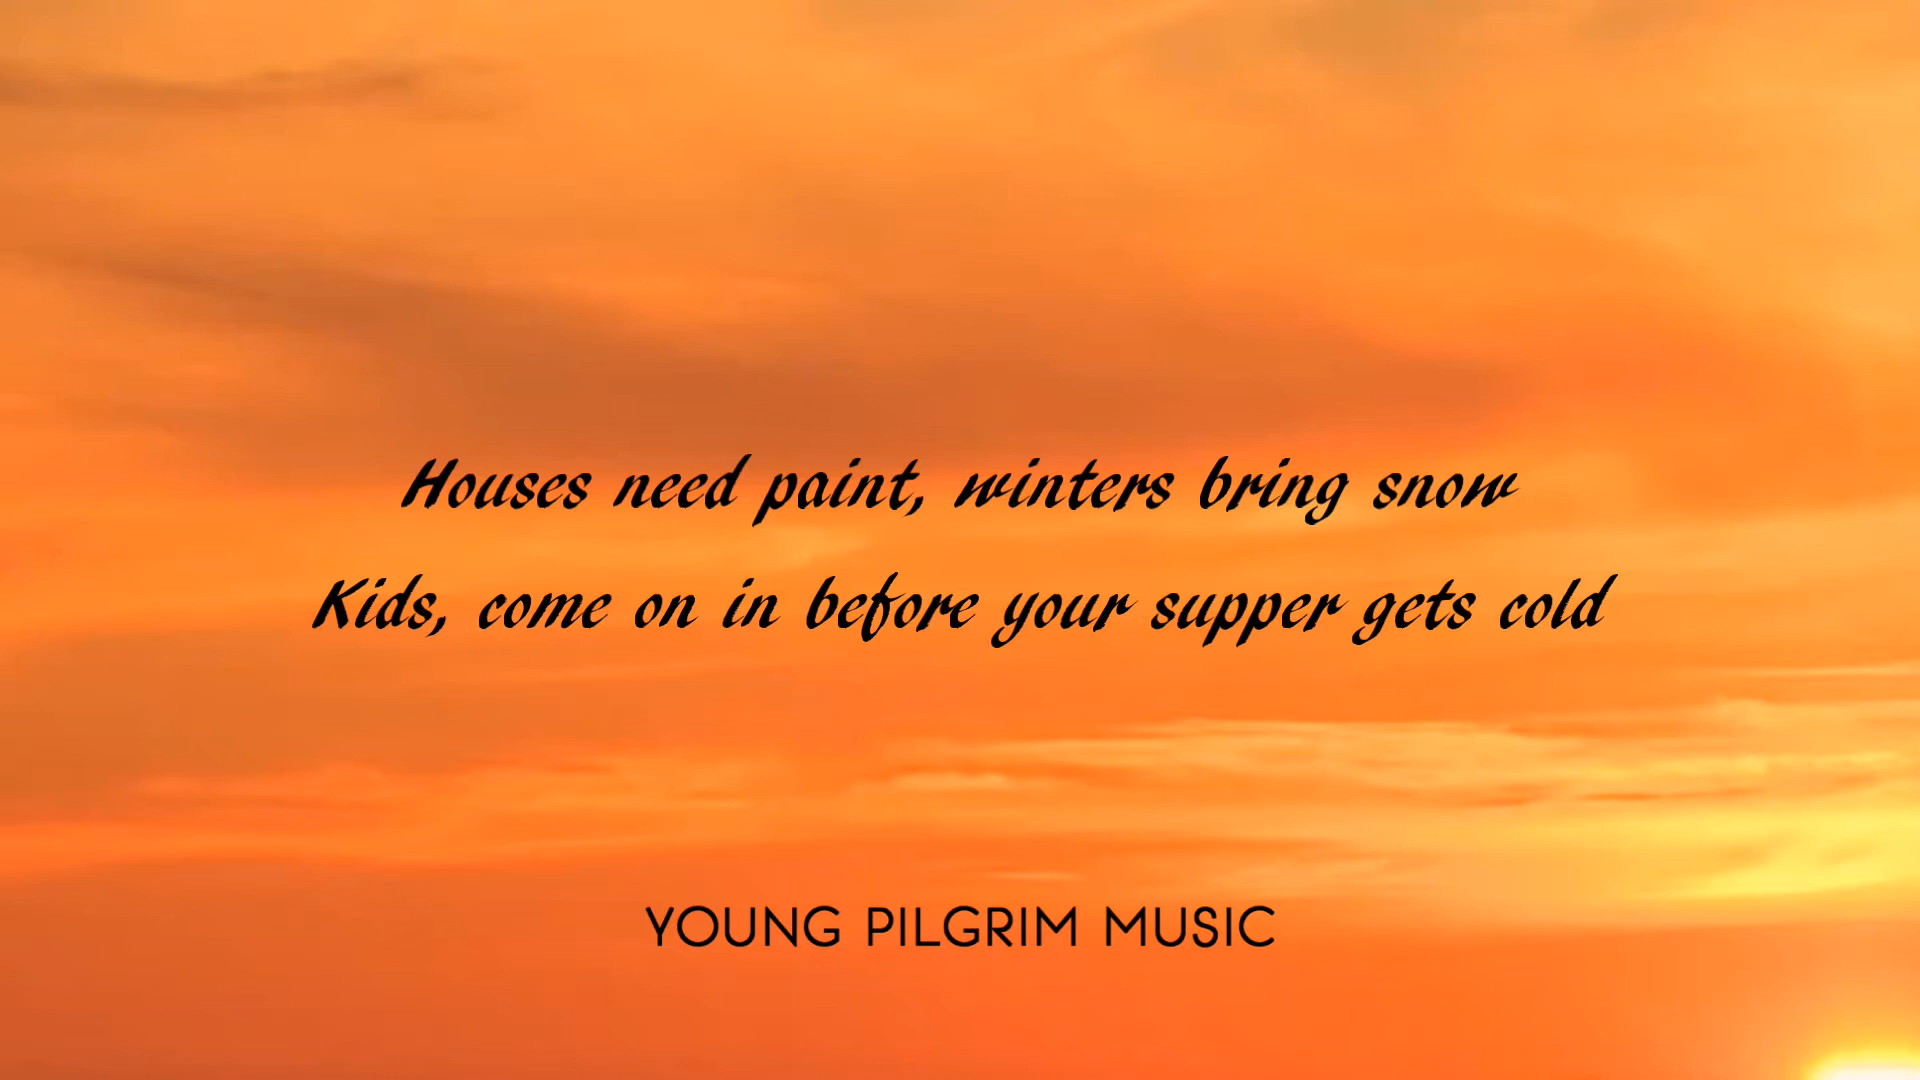 Houses need paint, winters bring snow
Kids, come on in before your supper gets cold
YOUNG PILGRIM MUSIC